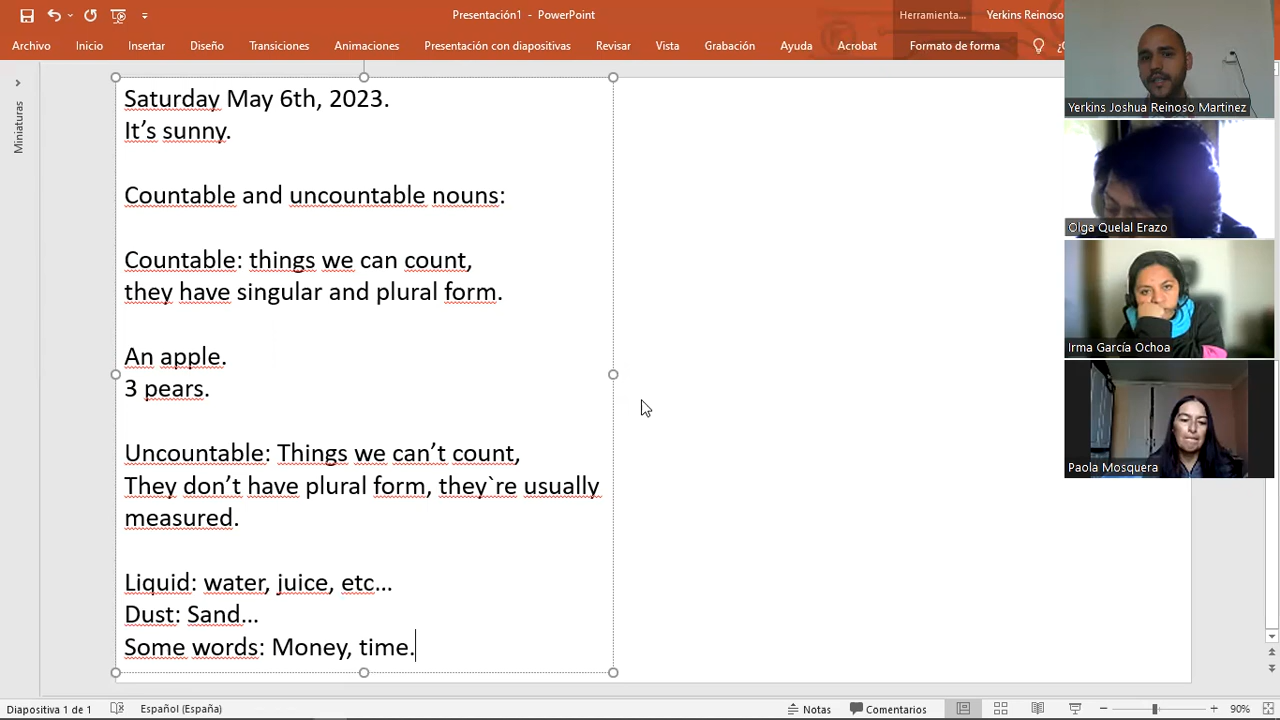 Presentación1 - PowerPoint
Herramienta...
Yerkins Reinoso
Archivo Inicio Insertar Diseño Transiciones Animaciones Presentación con diapositivas Revisar Vista Grabación Ayuda Acrobat Formato de forma
Miniaturas
Saturday May 6th, 2023.
It’s sunny.
Countable and uncountable nouns:
Countable: things we can count,
they have singular and plural form.
An apple.
3 pears.
Uncountable: Things we can’t count,
They don’t have plural form, they`re usually
measured.
Liquid: water, juice, etc…
Dust: Sand…
Some words: Money, time.
Yerkins Joshua Reinoso Martinez
Olga Quelal Erazo
Irma García Ochoa
Paola Mosquera
Diapositiva 1 de 1 Español (España) Notas Comentarios 90%